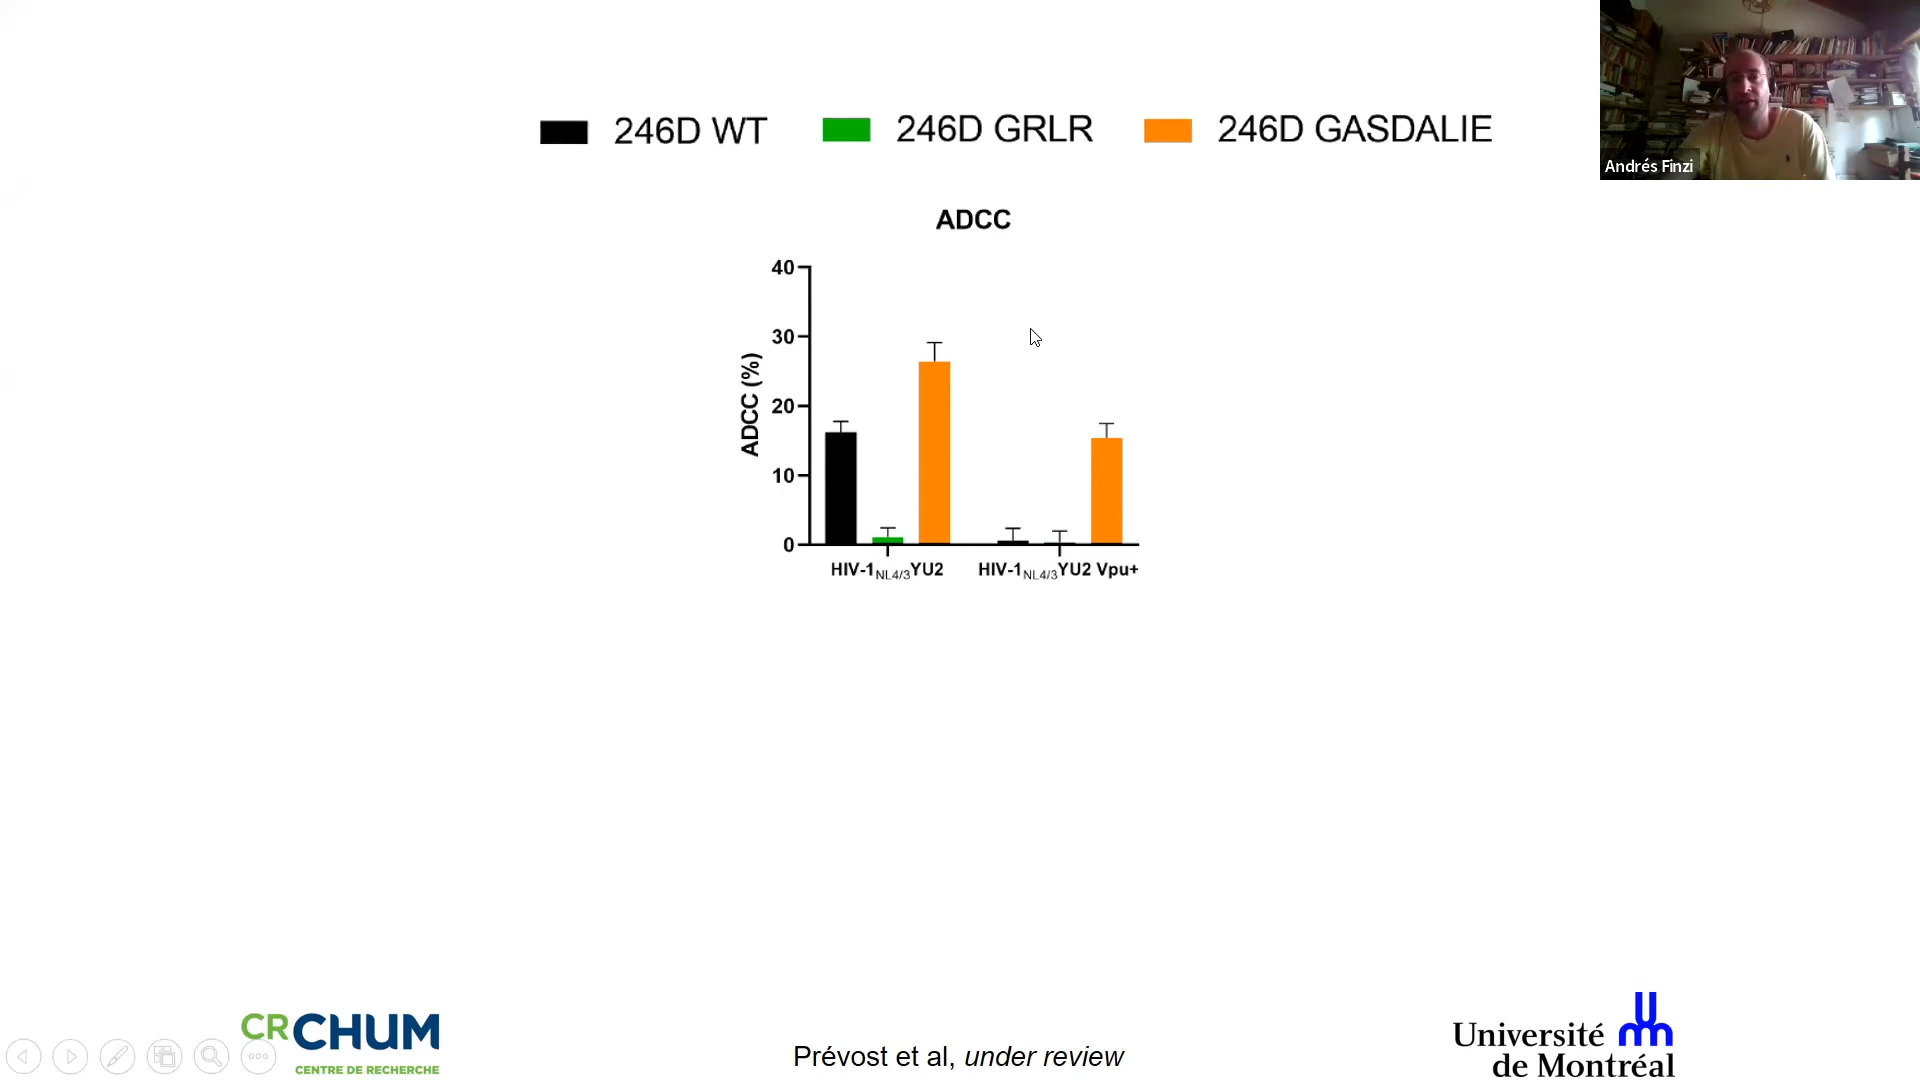 246D WT 246D GRLR 246D GASDALIE
Andrés Finzi
ADCC
40
30
20
10
0
ADCC (%)
HIV-1NL4/3YU2 HIV-1NL4/3YU2 Vpu+
CRCHUM
CENTRE DE RECHERCHE
Prévost et al, under review
Université
de Montréal